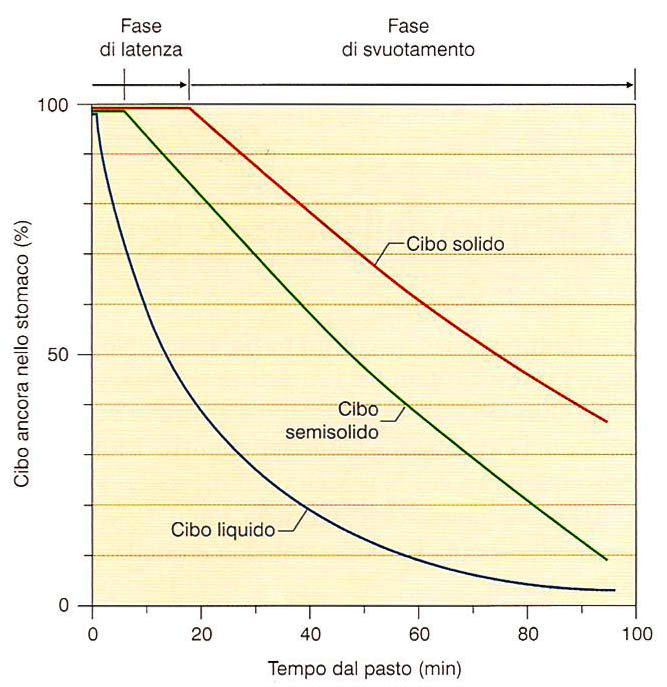 Fase
di latenza
Fase
di svuotamento
100
50
0
Cibo ancora nello stomaco (%)
Cibo solido
Cibo
semisolido
Cibo liquido
0 20 40 60 80 100
Tempo dal pasto (min)